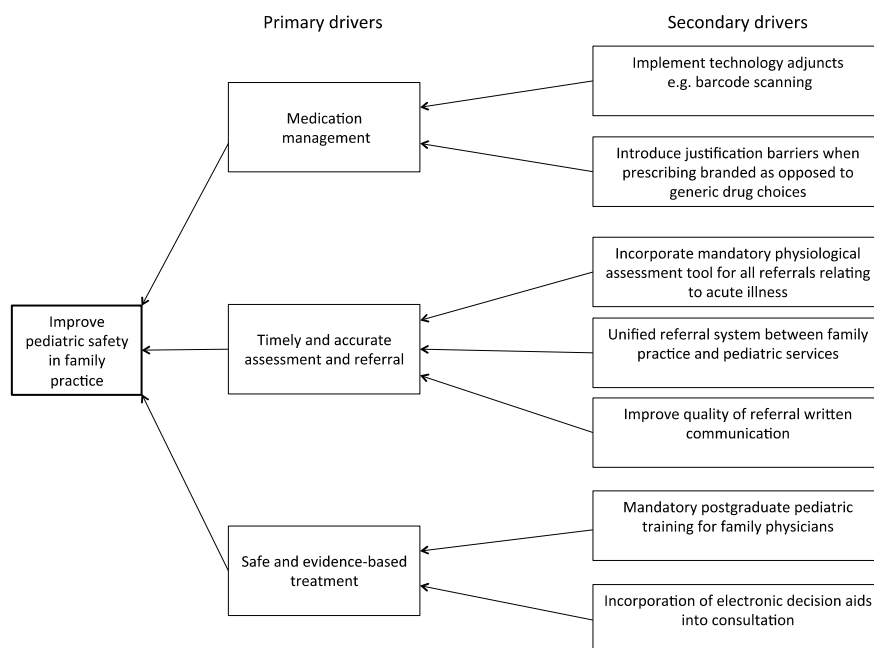 Primary drivers
Secondary drivers
Implement technology adjuncts
e.g. barcode scanning
Medication
management
Introduce justification barriers when
prescribing branded as opposed to
generic drug choices
Incorporate mandatory physiological
assessment tool for all referrals relating
to acute illness
Improve
pediatric safety
in family
practice
Timely and accurate
assessment and referral
Unified referral system between family
practice and pediatric services
Improve quality of referral written
communication
Mandatory postgraduate pediatric
training for family physicians
Safe and evidence-based
treatment
Incorporation of electronic decision aids
into consultation